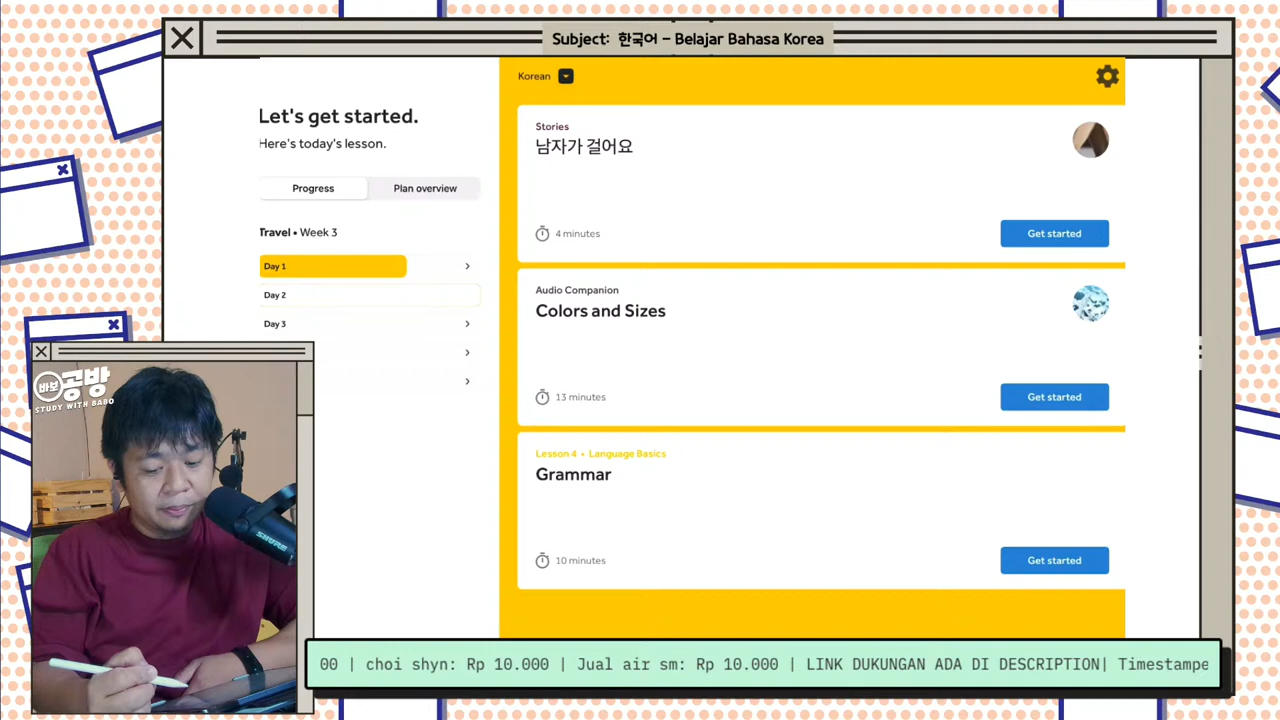 Subject: 한국어 - Belajar Bahasa Korea
Let's get started.
Here's today's lesson.
Progress
Plan overview
Travel • Week 3
Day 1
Day 2
Day 3
Korean
Stories
남자가 걸어요
4 minutes
Get started
Audio Companion
Colors and Sizes
13 minutes
Get started
Lesson 4 • Language Basics
Grammar
10 minutes
Get started
바보
공방
STUDY WITH BABO
SHURE
00 | choi shyn: Rp 10.000 | Jual air sm: Rp 10.000 | LINK DUKUNGAN ADA DI DESCRIPTION| Timestampe